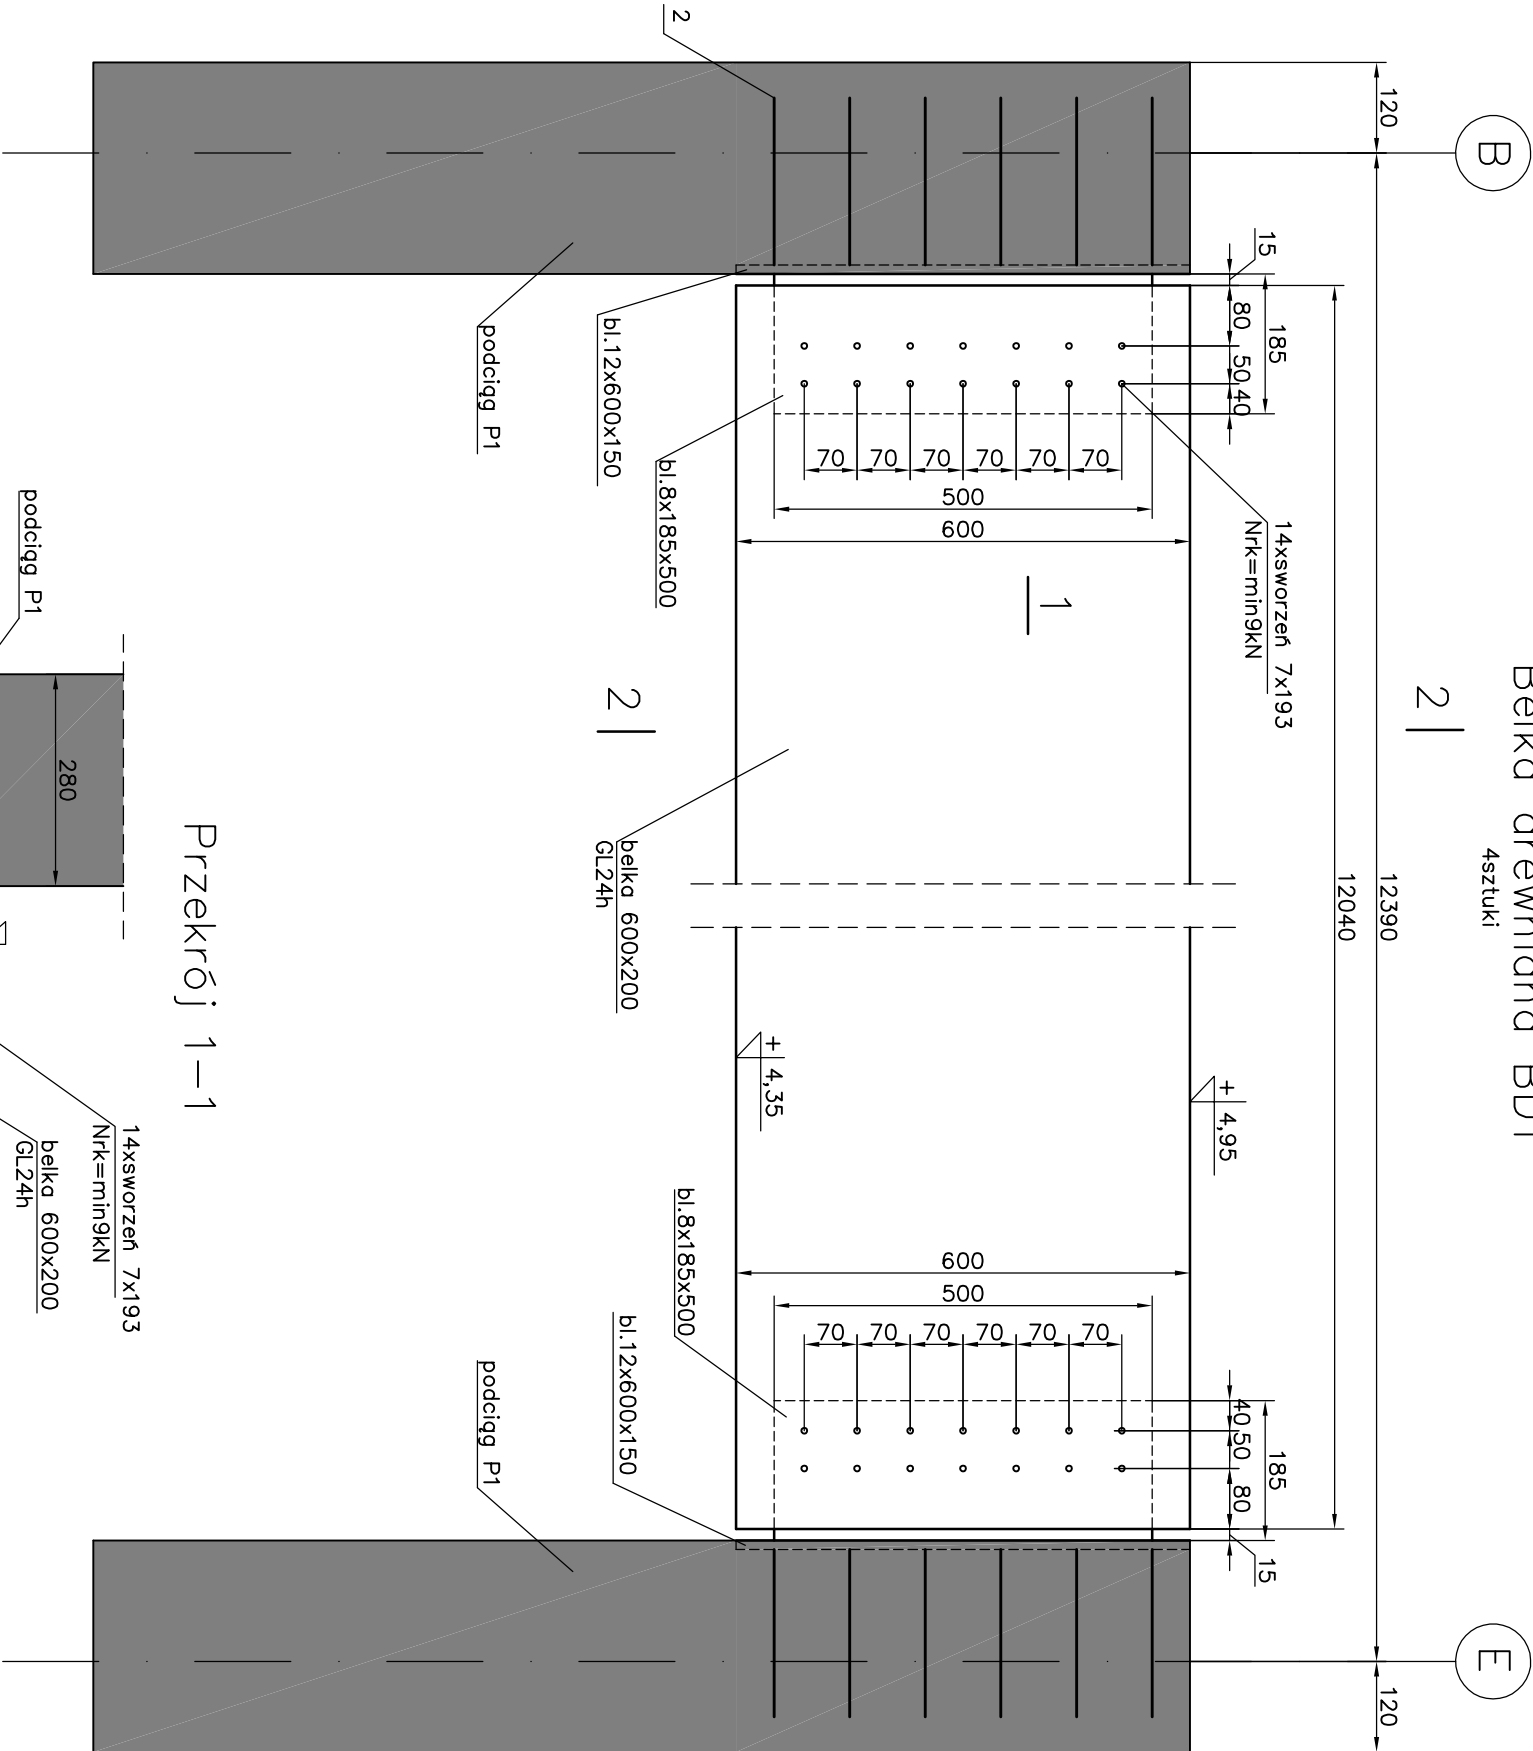 Belka drewniana BD1
4sztuki
B
E
120
12390
120
12040
2
2
15
185
80
50
40
14xsworzeń 7x193
Nrk=min9kN
+ 4,95
185
40
50
80
15
70
70
70
70
70
70
500
600
1
600
500
70
70
70
70
70
70
+ 4,35
2
bl.12x600x150
bl.8x185x500
belka 600x200
GL24h
bl.8x185x500
bl.12x600x150
podciąg P1
podciąg P1
Przekrój 1-1
podciąg P1
280
14xsworzeń 7x193
Nrk=min9kN
belka 600x200
GL24h